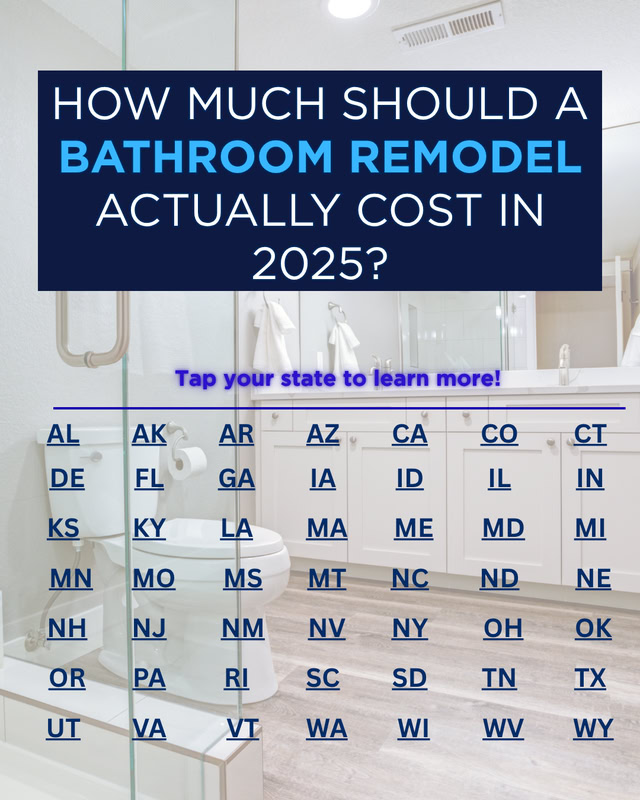 HOW MUCH SHOULD A
BATHROOM REMODEL
ACTUALLY COST IN
2025?
Tap your state to learn more!
AL AK AR AZ CA CO CT
DE FL GA IA ID IL IN
KS KY LA MA ME MD MI
MN MO MS MT NC ND NE
NH NJ NM NV NY OH OK
OR PA RI SC SD TN TX
UT VA VT WA WI WV WY